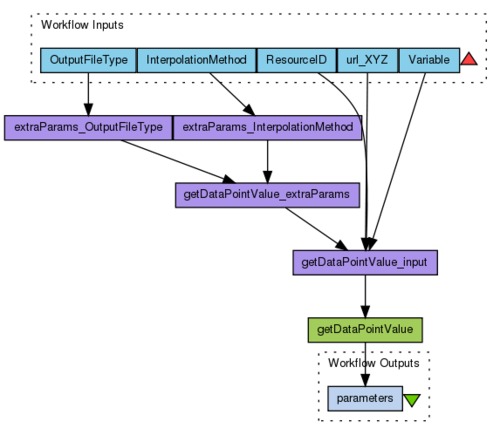 Workflow Inputs
OutputFileType InterpolationMethod ResourceID url_XYZ Variable
extraParams_OutputFileType extraParams_InterpolationMethod
getDataPointValue_extraParams
getDataPointValue_input
getDataPointValue
Workflow Outputs
parameters